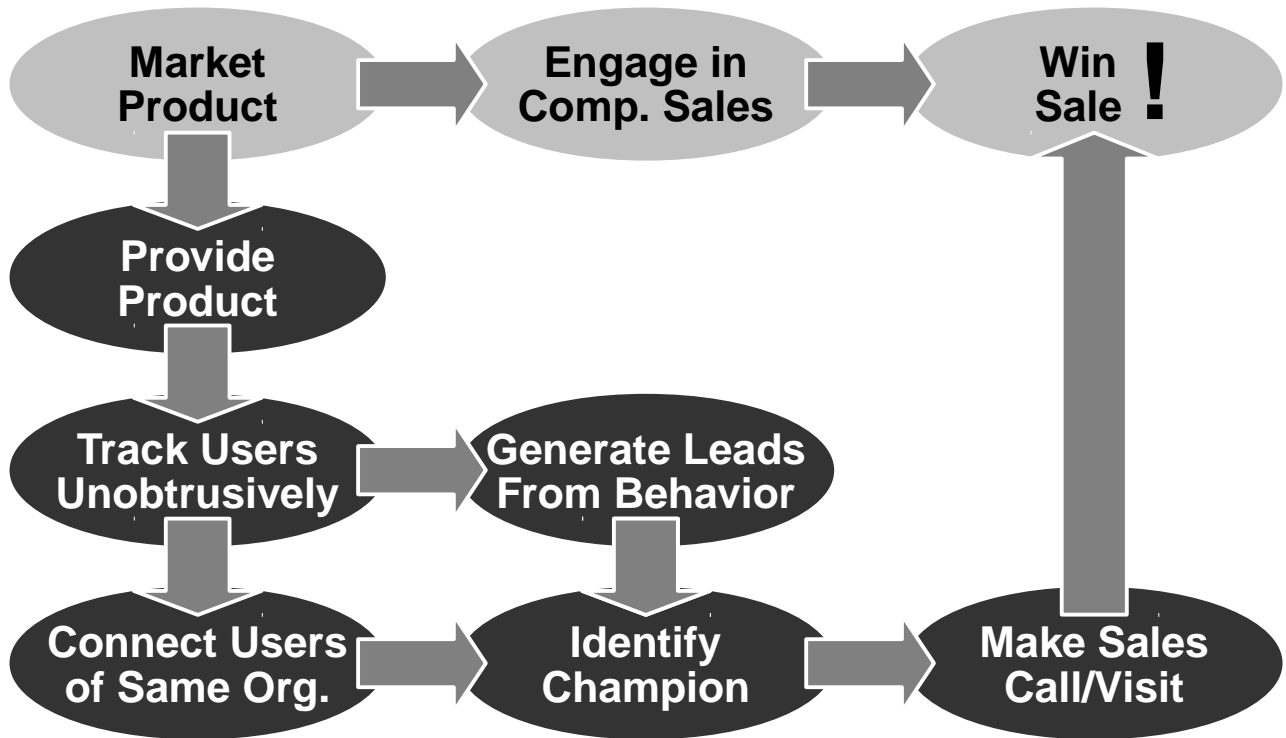 Market
Product
Engage in
Comp. Sales
Win
Sale !
Provide
Product
Track Users
Unobtrusively
Generate Leads
From Behavior
Connect Users
of Same Org.
Identify
Champion
Make Sales
Call/Visit